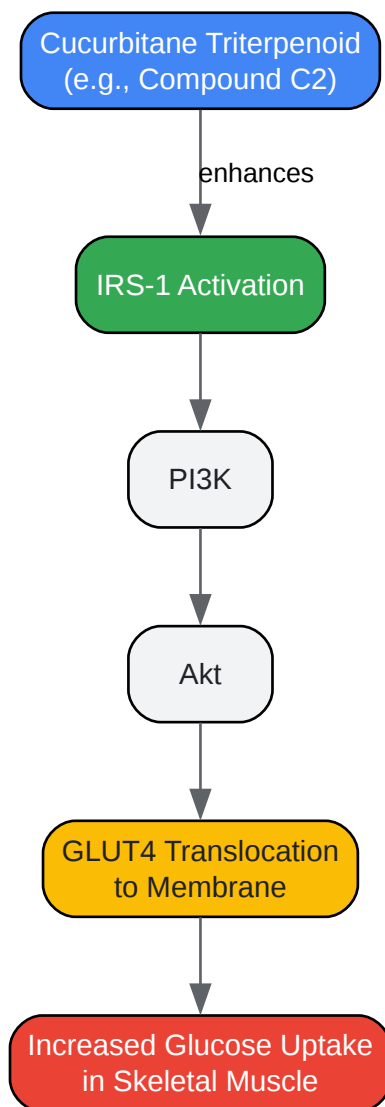 Cucurbitane Triterpenoid
(e.g., Compound C2)
enhances
IRS-1 Activation
PI3K
Akt
GLUT4 Translocation
to Membrane
Increased Glucose Uptake
in Skeletal Muscle